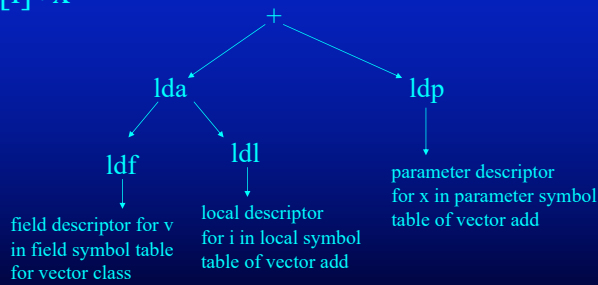 +
lda
ldp
ldf
ldl
parameter descriptor
for x in parameter symbol
table of vector add
local descriptor
for i in local symbol
table of vector add
field descriptor for v
in field symbol table
for vector class